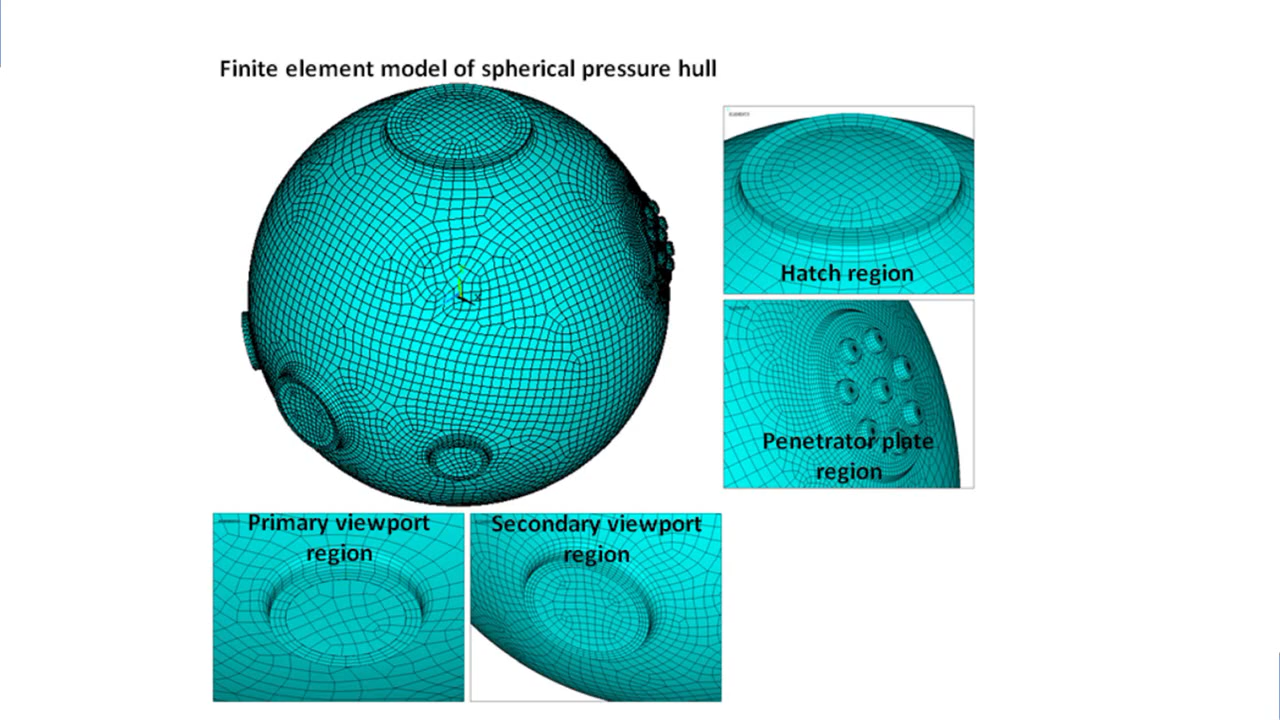 Finite element model of spherical pressure hull
Hatch region
Penetrator plate
region
Primary viewport
region
Secondary viewport
region